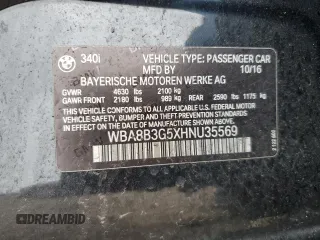 340i
VEHICLE TYPE: PASSENGER CAR
MFD BY 10/16
BAYERISCHE MOTOREN WERKE AG
GVWR 4630 lbs 2100 kg
GAWR FRONT 2180 lbs 989 kg REAR 2590 lbs 1175 kg
THIS VEHICLE CONFORMS TO ALL APPLICABLE FEDERAL
MOTOR VEHICLE SAFETY, BUMPER, AND THEFT PREVENTION
STANDARDS IN EFFECT ON THE DATE OF MANUFACTURE
SHOWN ABOVE.
WBA8B3G5XHNU35569
DREAMBID